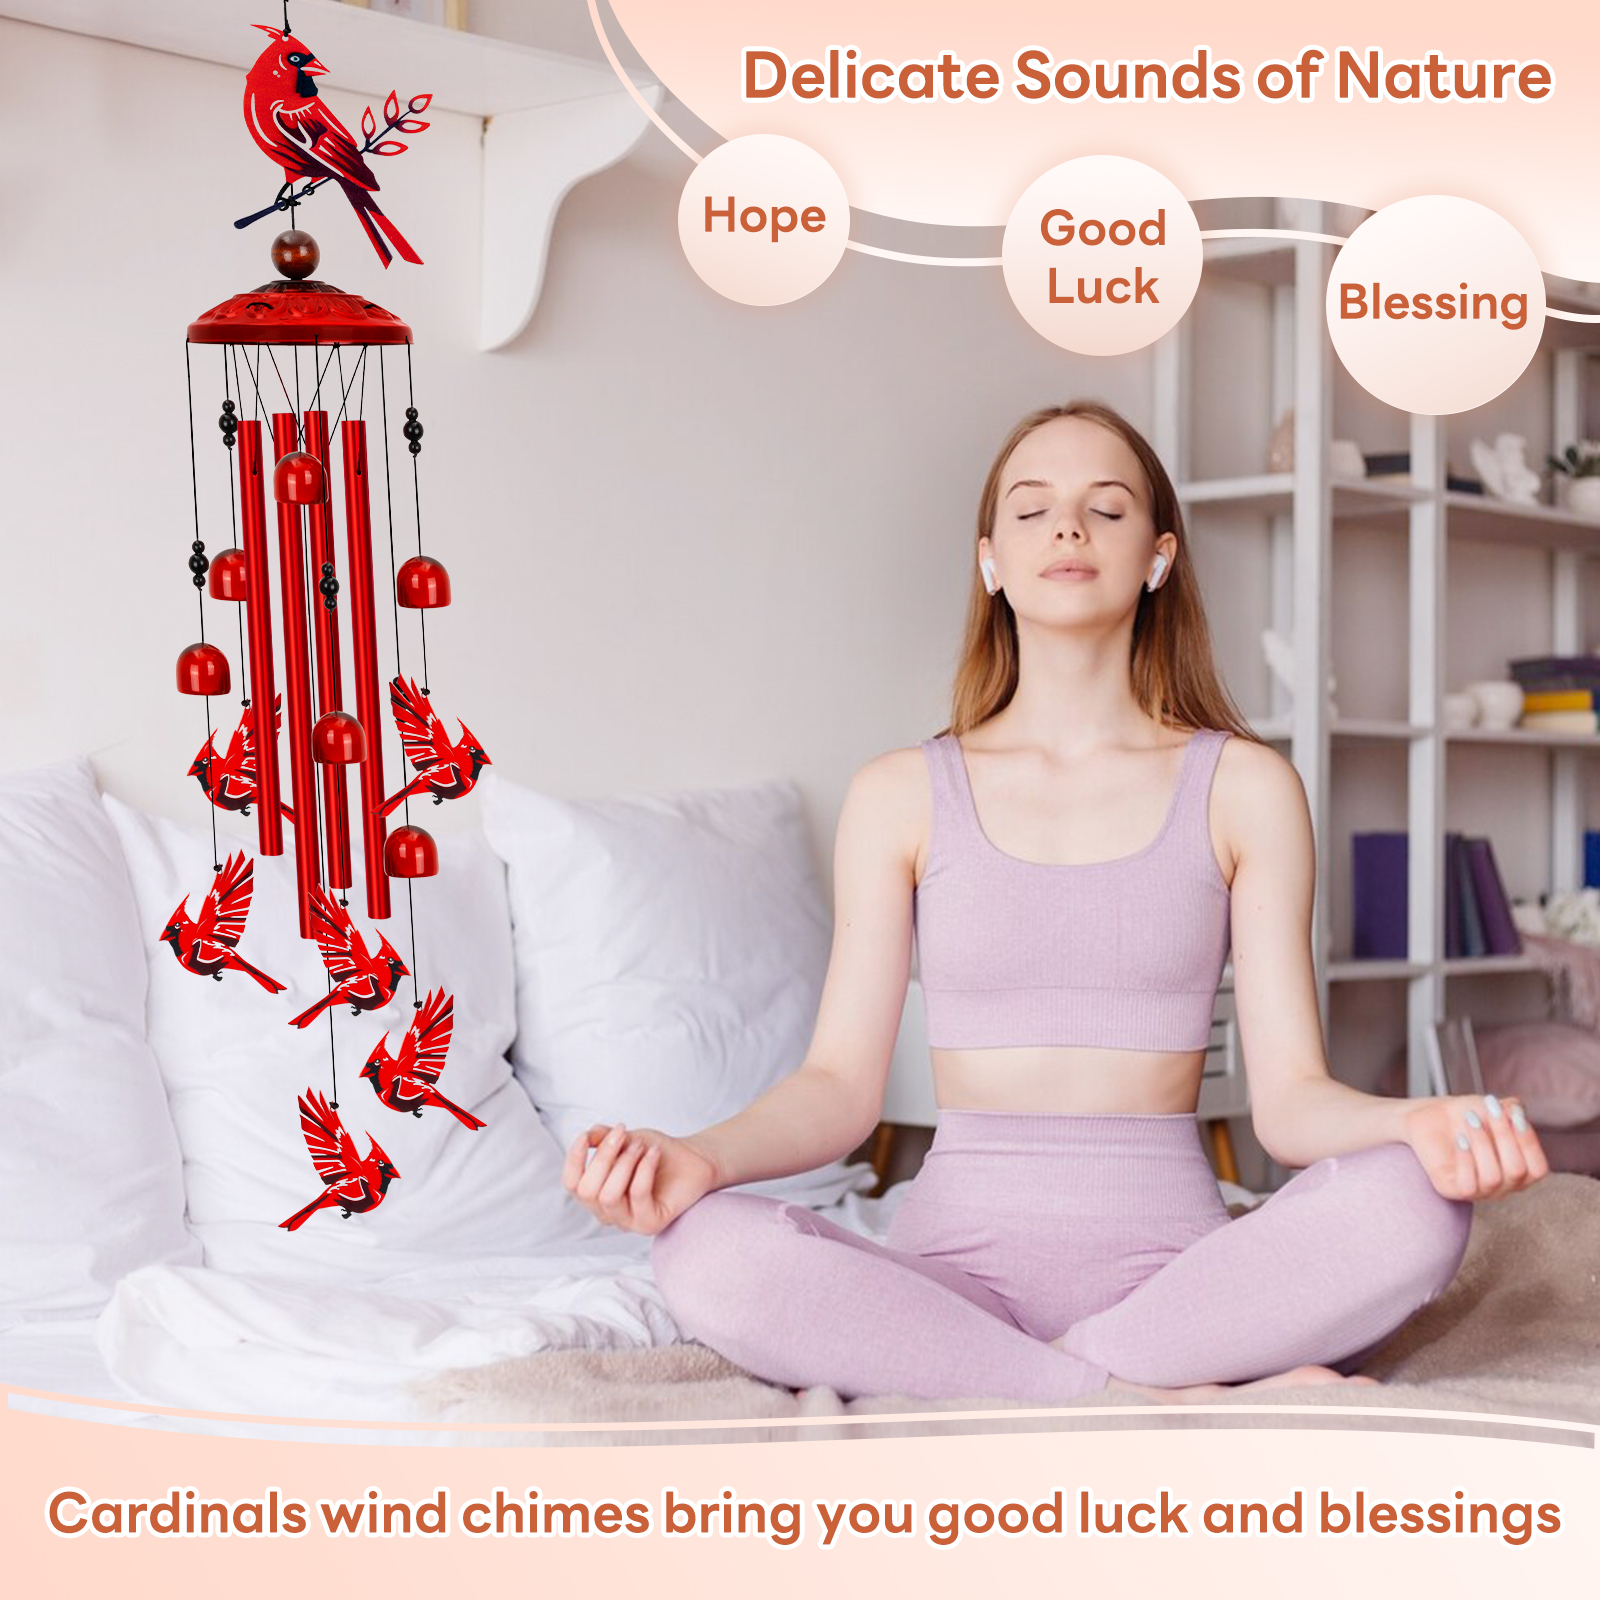 Delicate Sounds of Nature
Hope
Good
Luck
Blessing
Cardinals wind chimes bring you good luck and blessings